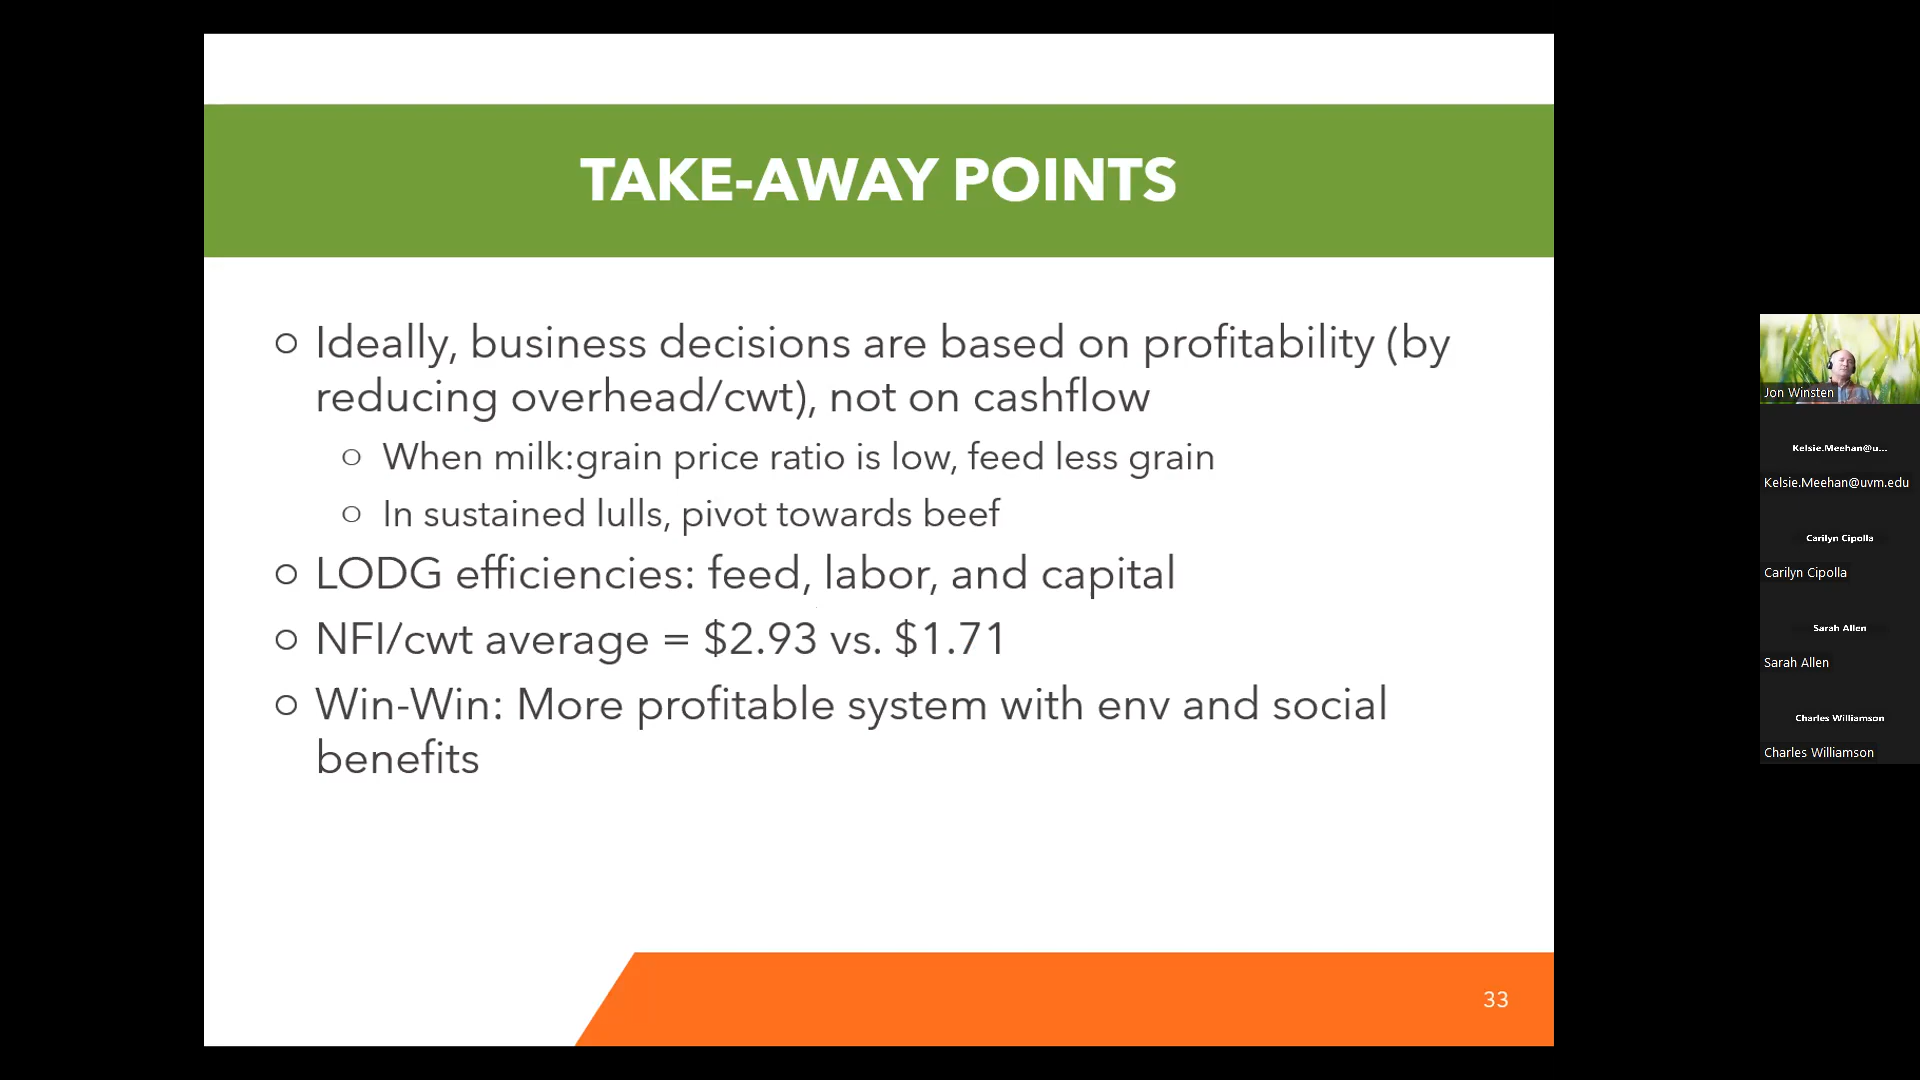 TAKE-AWAY POINTS
Ideally, business decisions are based on profitability (by
reducing overhead/cwt), not on cashflow
When milk:grain price ratio is low, feed less grain
In sustained lulls, pivot towards beef
LODG efficiencies: feed, labor, and capital
NFI/cwt average = $2.93 vs. $1.71
Win-Win: More profitable system with env and social
benefits
33
Jon Winsten
Kelsie.Meehan@u...
Kelsie.Meehan@uvm.edu
Carilyn Cipolla
Carilyn Cipolla
Sarah Allen
Sarah Allen
Charles Williamson
Charles Williamson